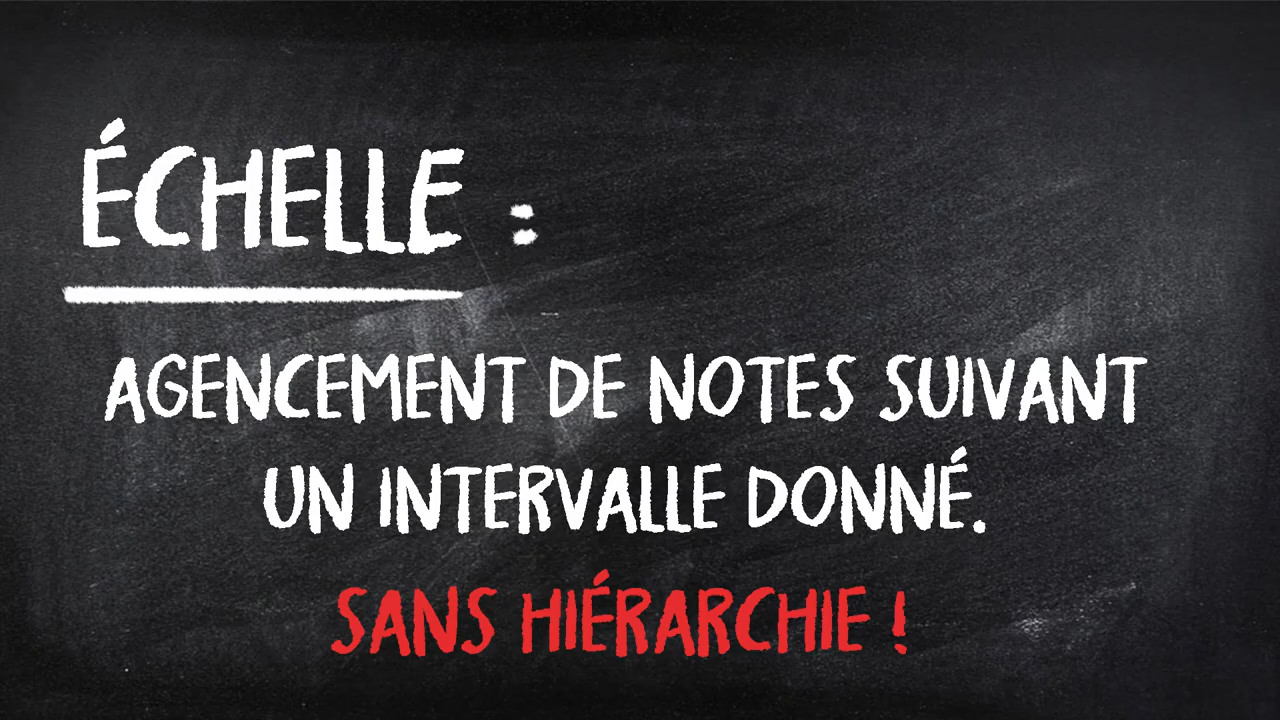 ÉCHELLE :
AGENCEMENT DE NOTES SUIVANT
UN INTERVALLE DONNÉ.
SANS HIÉRARCHIE !